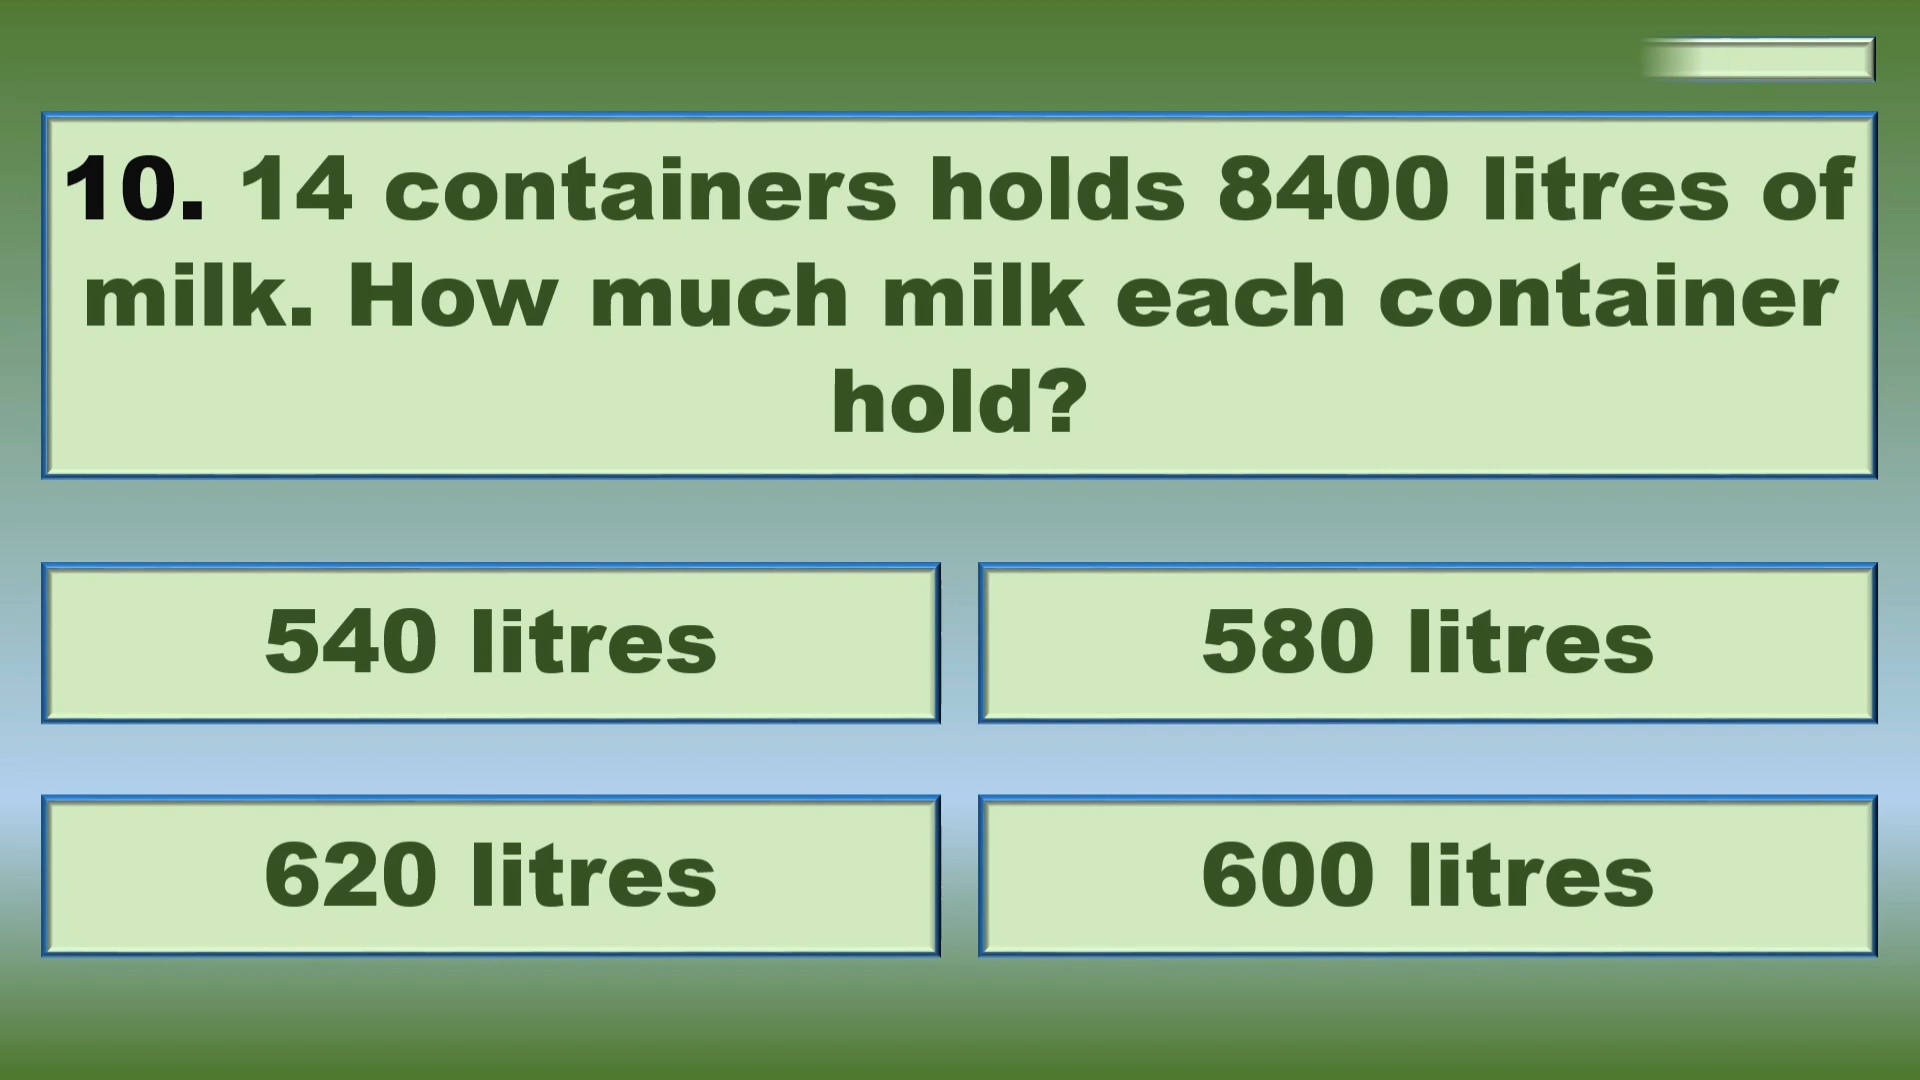 10. 14 containers holds 8400 litres of
milk. How much milk each container
hold?
540 litres
580 litres
620 litres
600 litres